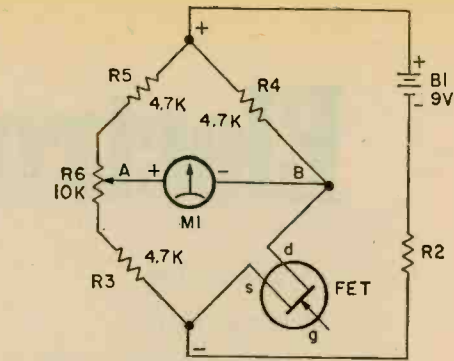 +
R5
4.7K
R4
4.7K
+
B1
9V
-
R6
10K
A
+
-
B
M1
R3
4.7K
d
s
FET
g
R2
-